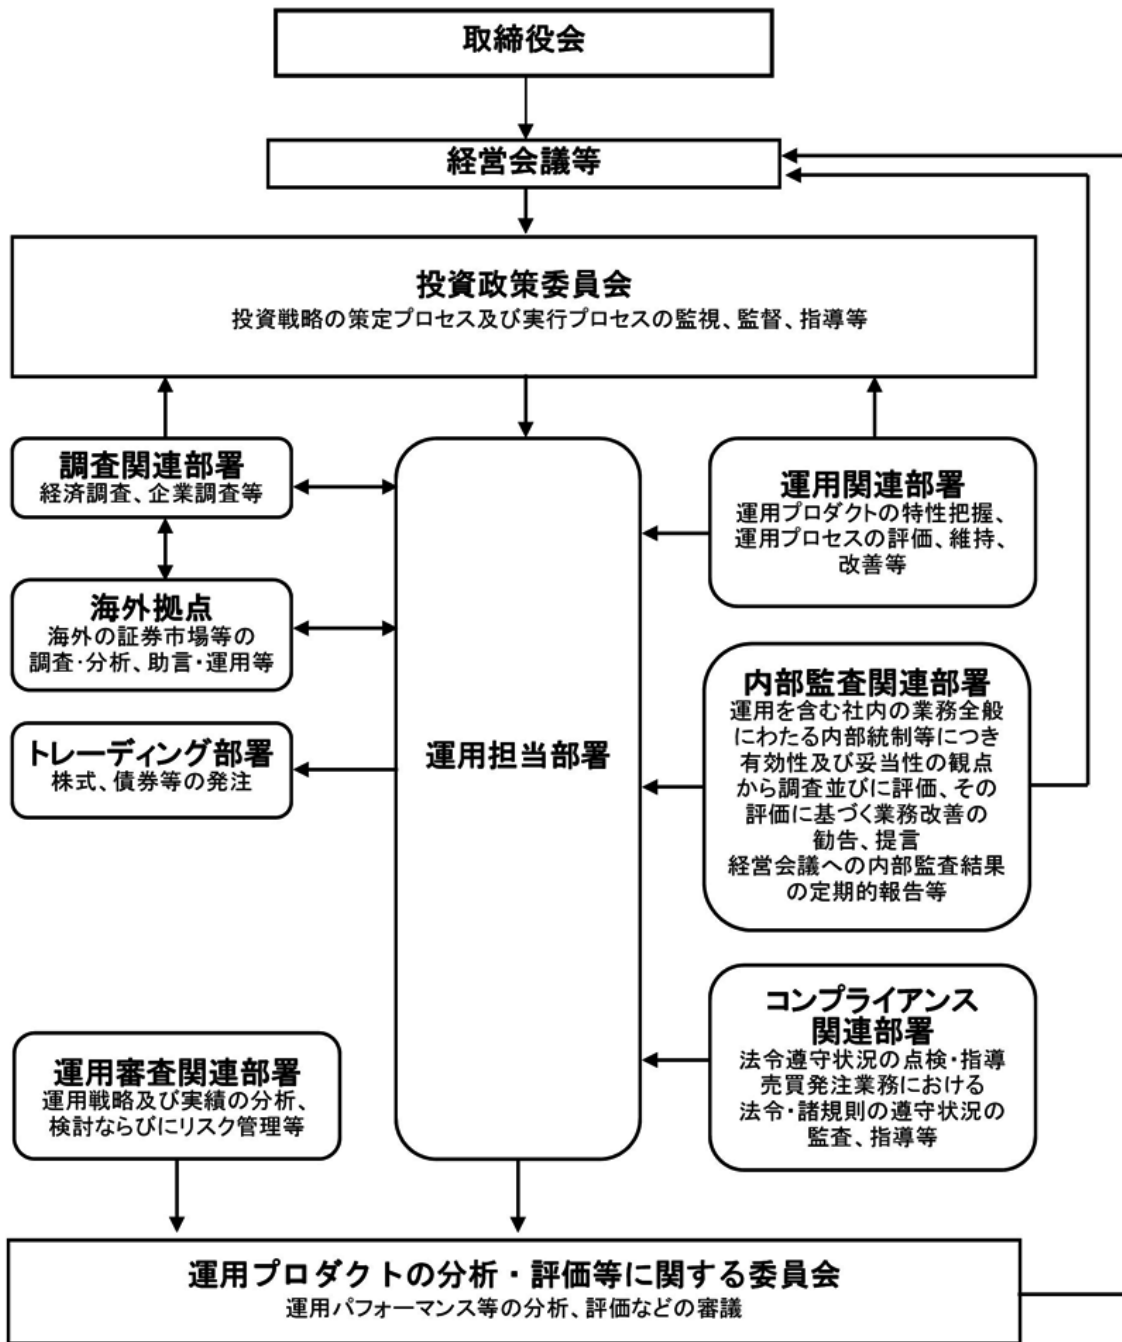 取締役会
経営会議等
投資政策委員会
投資戦略の策定プロセス及び実行プロセスの監視、監督、指導等
調査関連部署
経済調査、企業調査等
海外拠点
海外の証券市場等の
調査・分析、助言・運用等
トレーディング部署
株式、債券等の発注
運用担当部署
運用関連部署
運用プロダクトの特性把握、
運用プロセスの評価、維持、
改善等
内部監査関連部署
運用を含む社内の業務全般
にわたる内部統制等につき
有効性及び妥当性の観点
から調査並びに評価、その
評価に基づく業務改善の
勧告、提言
経営会議への内部監査結果
の定期的報告等
コンプライアンス
関連部署
法令遵守状況の点検・指導
売買発注業務における
法令・諸規則の遵守状況の
監査、指導等
運用審査関連部署
運用戦略及び実績の分析、
検討ならびにリスク管理等
運用プロダクトの分析・評価等に関する委員会
運用パフォーマンス等の分析、評価などの審議